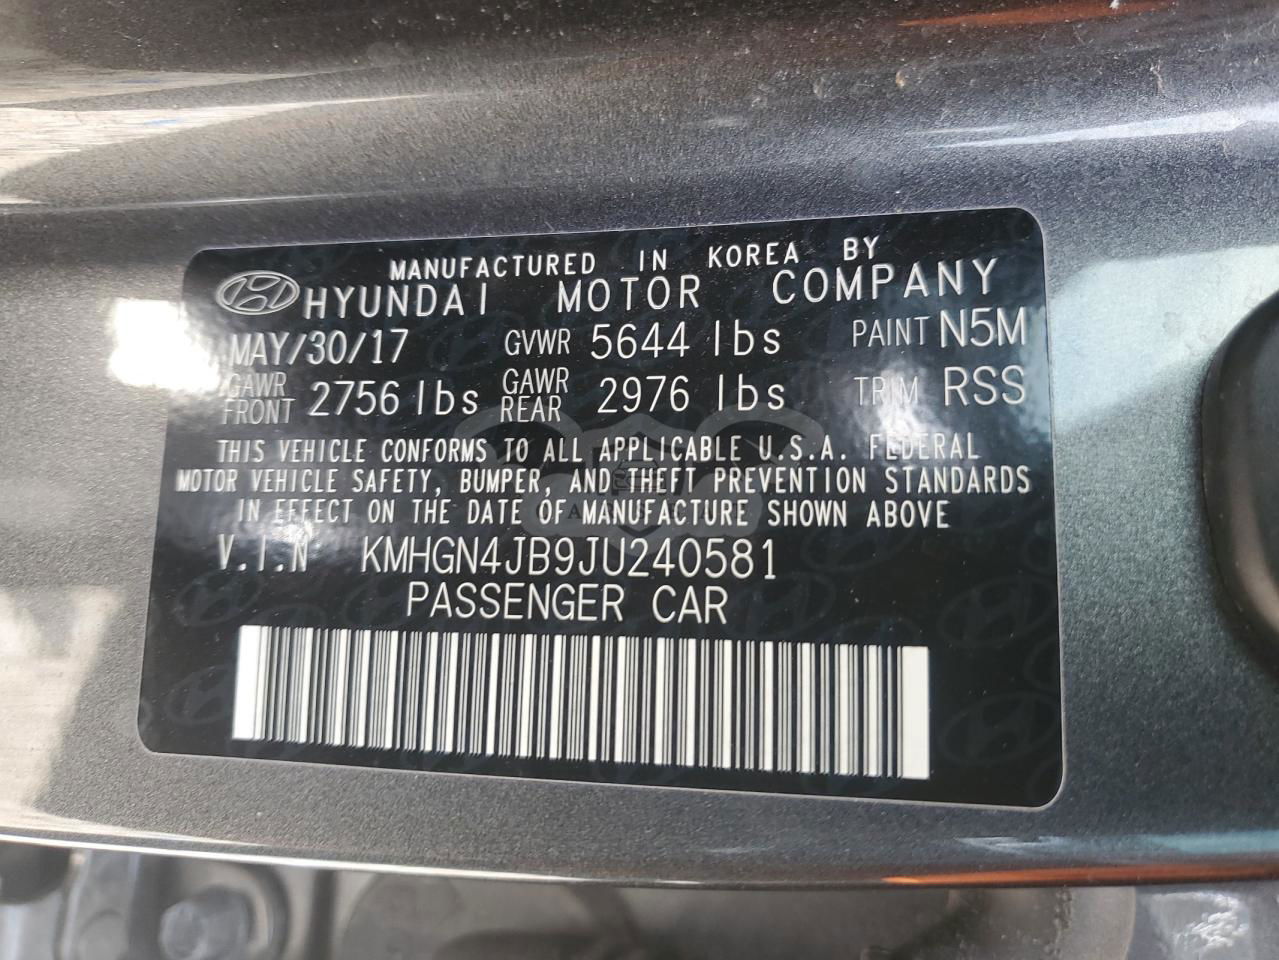 MANUFACTURED IN KOREA BY
HYUNDAI MOTOR COMPANY
MAY/30/17 GVWR 5644 lbs PAINT N5M
GAWR FRONT 2756 lbs GAWR REAR 2976 lbs TRIM RSS
THIS VEHICLE CONFORMS TO ALL APPLICABLE U.S.A. FEDERAL
MOTOR VEHICLE SAFETY, BUMPER, AND THEFT PREVENTION STANDARDS
IN EFFECT ON THE DATE OF MANUFACTURE SHOWN ABOVE
V.I.N KMHGN4JB9JU240581
PASSENGER CAR